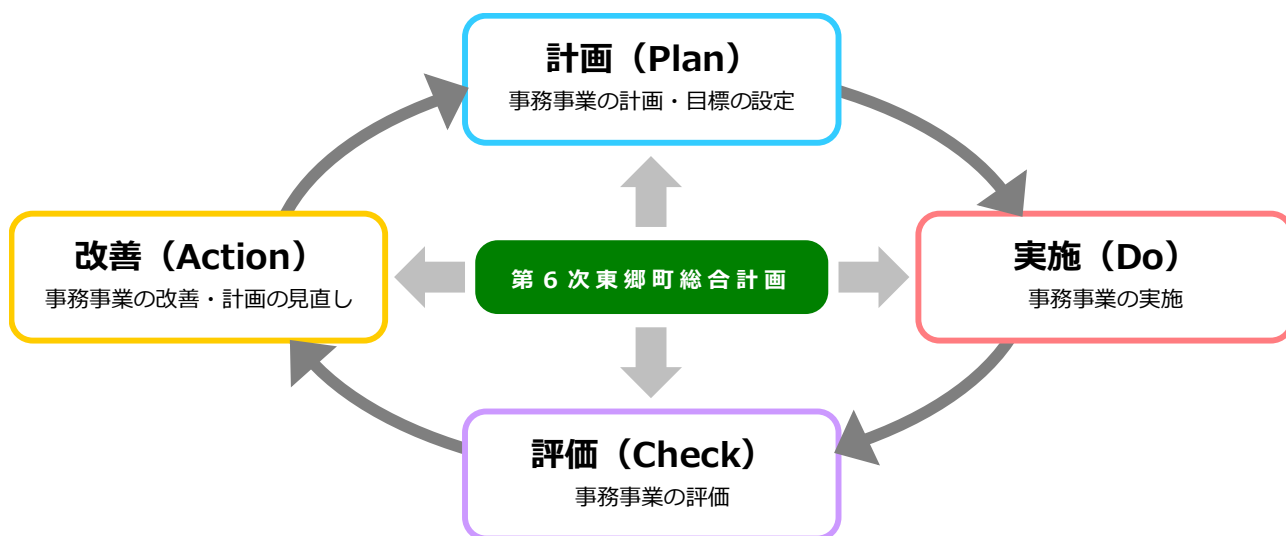 計画（Plan）
事務事業の計画・目標の設定
改善（Action）
事務事業の改善・計画の見直し
第６次東郷町総合計画
実施（Do）
事務事業の実施
評価（Check）
事務事業の評価